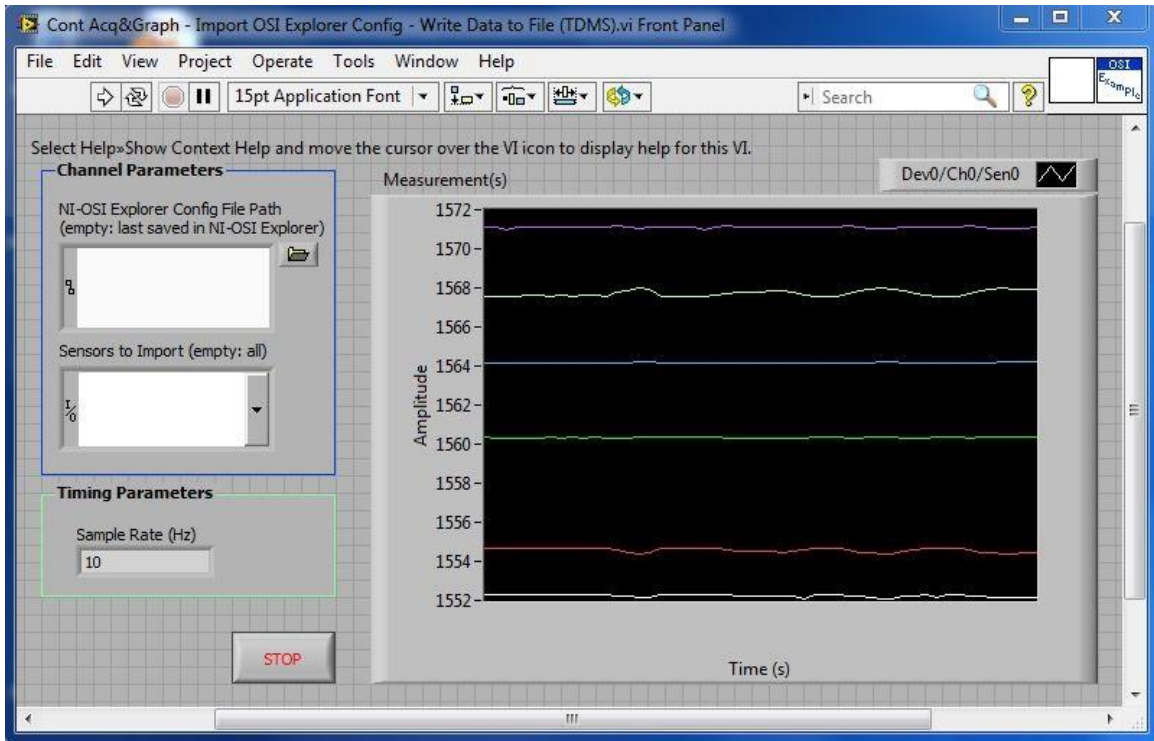 Cont Acq&Graph - Import OSI Explorer Config - Write Data to File (TDMS).vi Front Panel
File Edit View Project Operate Tools Window Help
15pt Application Font
Search
OSI
Example
Select Help»Show Context Help and move the cursor over the VI icon to display help for this VI.
Channel Parameters
NI-OSI Explorer Config File Path
(empty: last saved in NI-OSI Explorer)
Sensors to Import (empty: all)
I/O
Timing Parameters
Sample Rate (Hz)
10
STOP
Measurement(s)
Dev0/Ch0/Sen0
Amplitude
1572
1570
1568
1566
1564
1562
1560
1558
1556
1554
1552
Time (s)